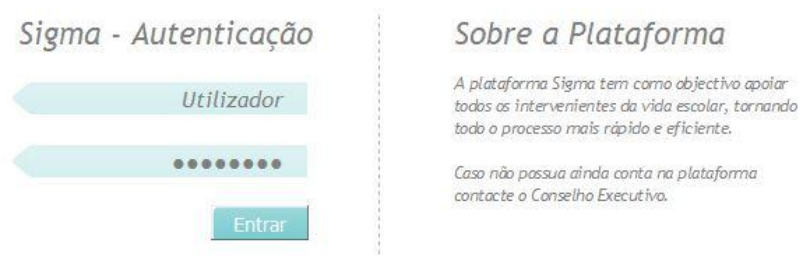 Sigma - Autenticação
Utilizador
●●●●●●●●
Entrar
Sobre a Plataforma
A plataforma Sigma tem como objectivo apoiar
todos os intervenientes da vida escolar, tornando
todo o processo mais rápido e eficiente.
Caso não possua ainda conta na plataforma
contacte o Conselho Executivo.